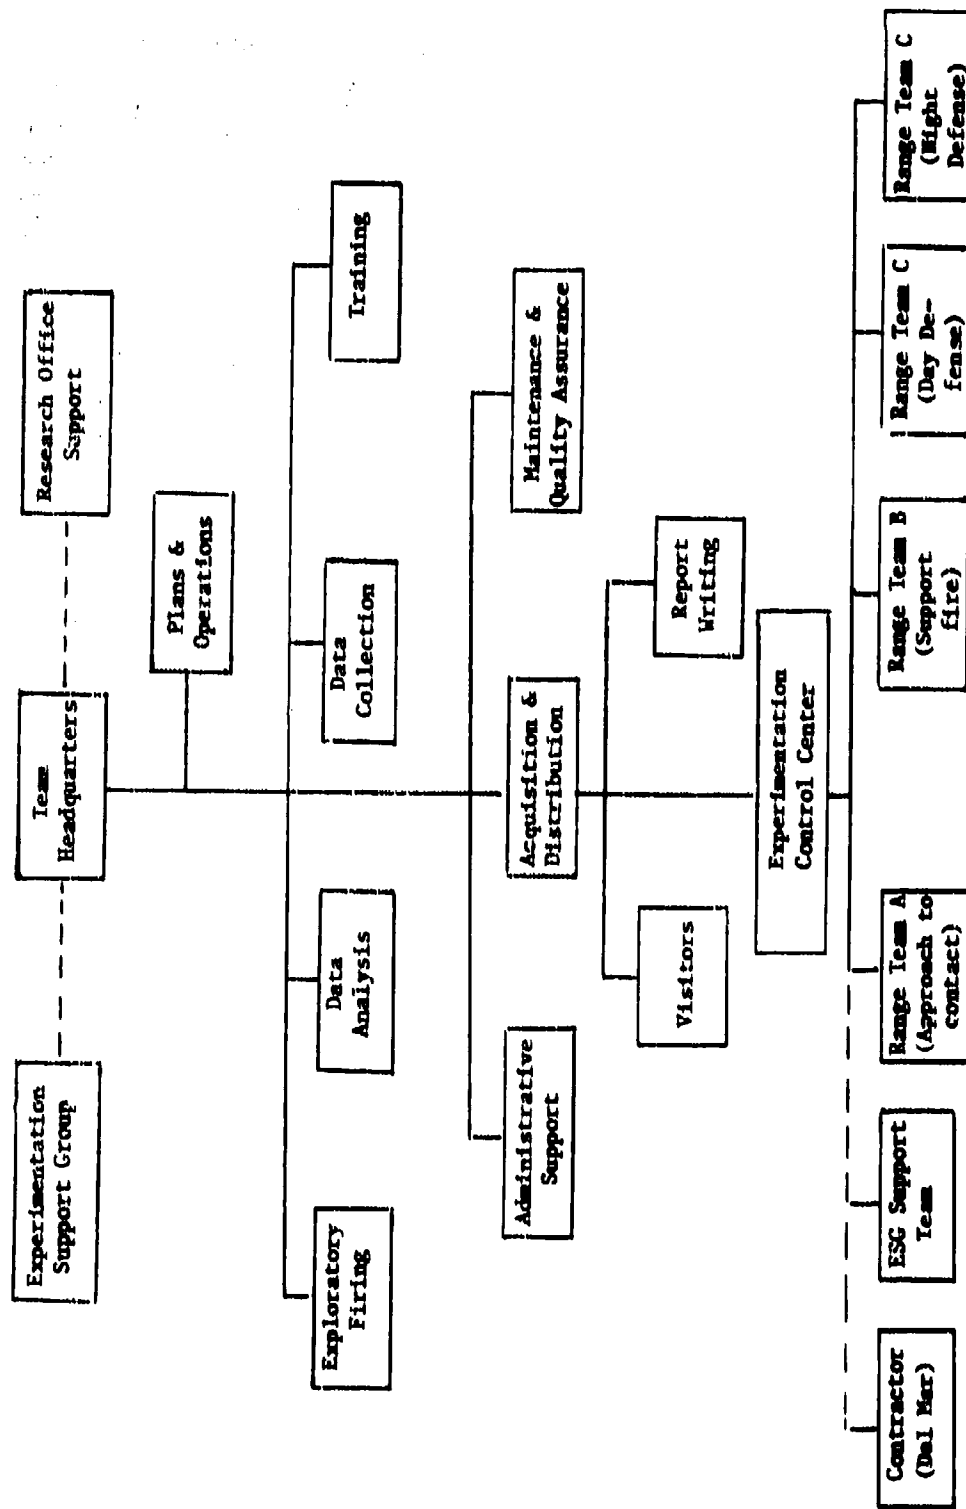 Experimentation
Support Group
Team
Headquarters
Research Office
Support
Plans &
Operations
Exploratory
Firing
Data
Analysis
Data
Collection
Training
Administrative
Support
Acquisition &
Distribution
Maintenance &
Quality Assurance
Visitors
Report
Writing
Experimentation
Control Center
Contractor
(Del Mar)
ESG Support
Team
Range Team A
(Approach to
contact)
Range Team B
(Support
fire)
Range Team C
(Day De-
fense)
Range Team C
(Night
Defense)